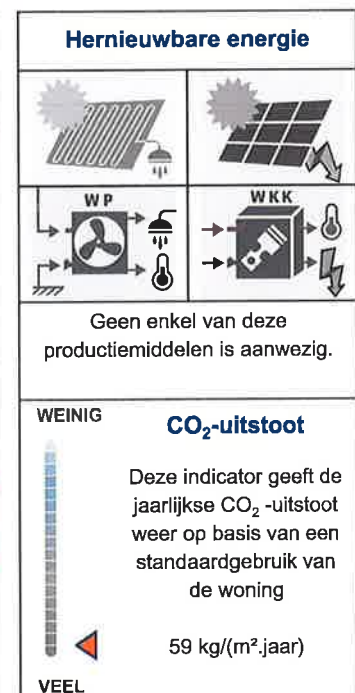 Hernieuwbare energie
WP
WKK
Geen enkel van deze
productiemiddelen is aanwezig.
WEINIG
CO₂-uitstoot
Deze indicator geeft de
jaarlijkse CO₂ -uitstoot
weer op basis van een
standaardgebruik van
de woning
59 kg/(m².jaar)
VEEL